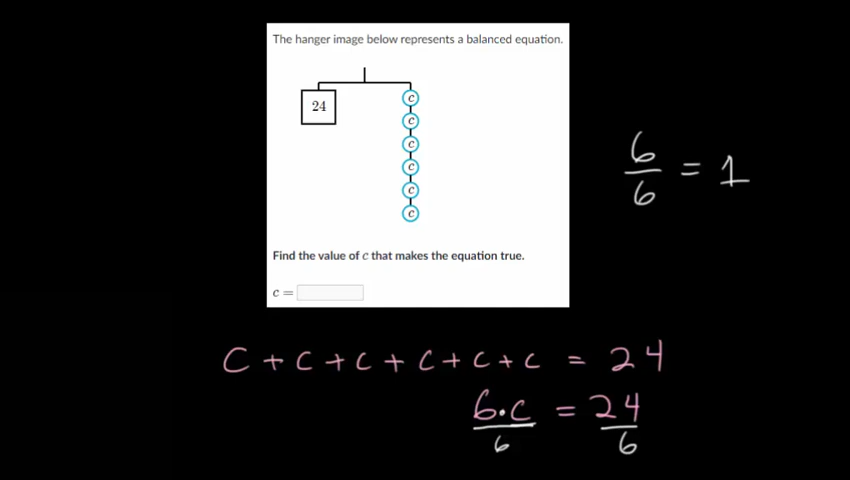 The hanger image below represents a balanced equation.
24
c
c
c
c
c
c
6/6 = 1
Find the value of c that makes the equation true.
c =
C + c + c + c + c + c = 24
6·c = 24
6 6